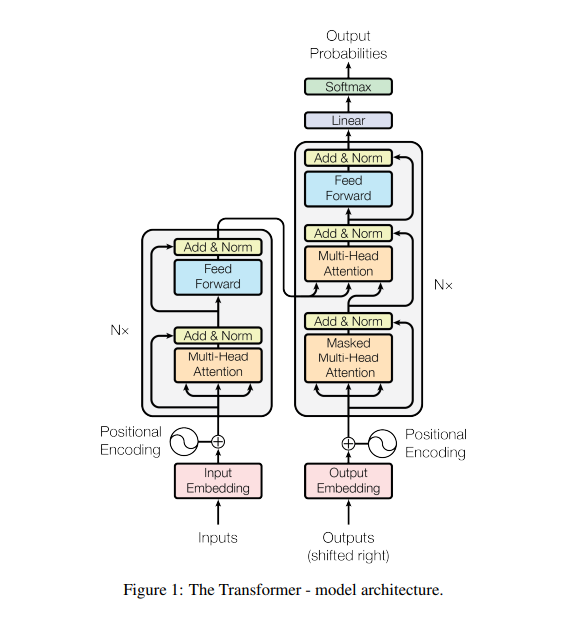 Output
Probabilities
Softmax
Linear
Add & Norm
Feed
Forward
Add & Norm
Multi-Head
Attention
Add & Norm
Masked
Multi-Head
Attention
N×
Add & Norm
Feed
Forward
Add & Norm
Multi-Head
Attention
N×
Positional
Encoding
Positional
Encoding
Input
Embedding
Output
Embedding
Inputs
Outputs
(shifted right)
Figure 1: The Transformer - model architecture.